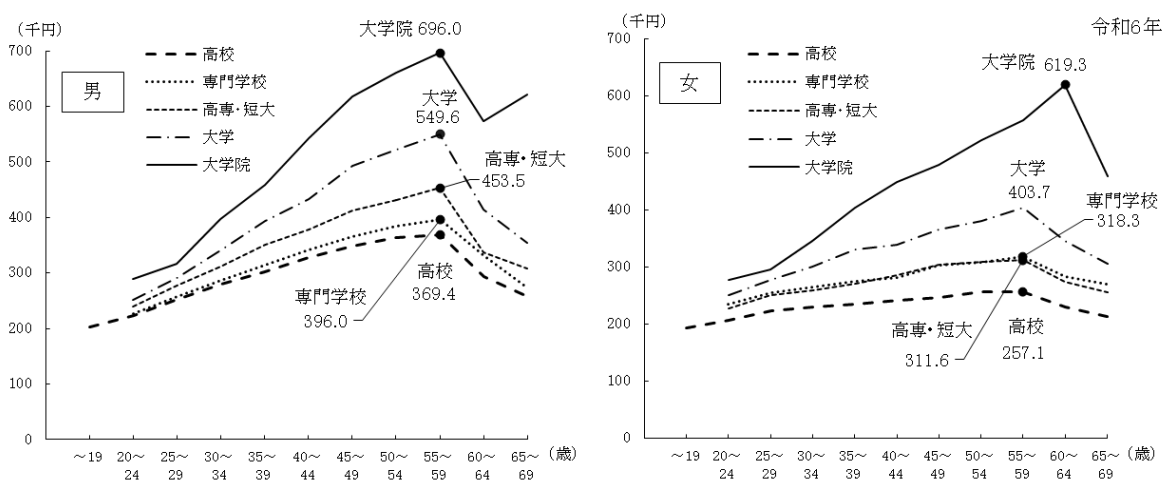 (千円)
700
600
500
400
300
200
100
0
男
高校
専門学校
高専・短大
大学
大学院
大学院 696.0
大学
549.6
高専・短大
453.5
高校
369.4
専門学校
396.0
～19 20～ 25～ 30～ 35～ 40～ 45～ 50～ 55～ 60～ 65～ (歳)
24 29 34 39 44 49 54 59 64 69
(千円)
令和6年
700
600
500
400
300
200
100
0
女
高校
専門学校
高専・短大
大学
大学院
大学院 619.3
大学
403.7
専門学校
318.3
高専・短大
311.6
高校
257.1
～19 20～ 25～ 30～ 35～ 40～ 45～ 50～ 55～ 60～ 65～ (歳)
24 29 34 39 44 49 54 59 64 69